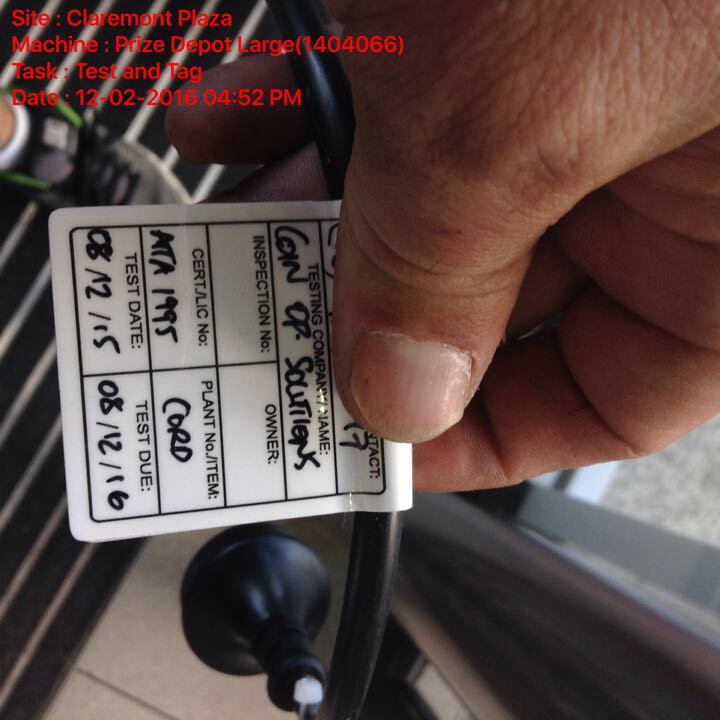 Site : Claremont Plaza
Machine : Prize Depot Large(1404066)
Task : Test and Tag
Date : 12-02-2016 04:52 PM
TESTING COMPANY NAME:
COIN OP SOLUTIONS
INSPECTION No:
OWNER:
CERT./LIC No:
PLANT No./ITEM:
ATA 1995
CORD
TEST DATE:
TEST DUE:
08/12/15
08/12/16